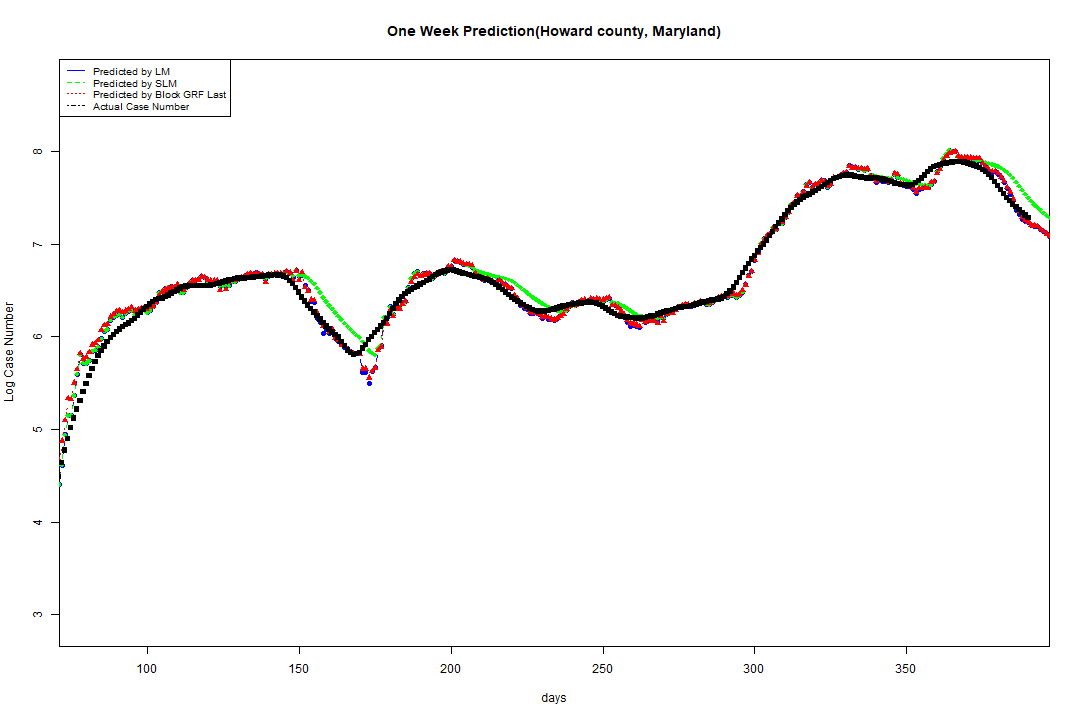 One Week Prediction(Howard county, Maryland)
Predicted by LM
Predicted by SLM
Predicted by Block GRF Last
Actual Case Number
8
7
6
5
4
3
Log Case Number
100 150 200 250 300 350
days